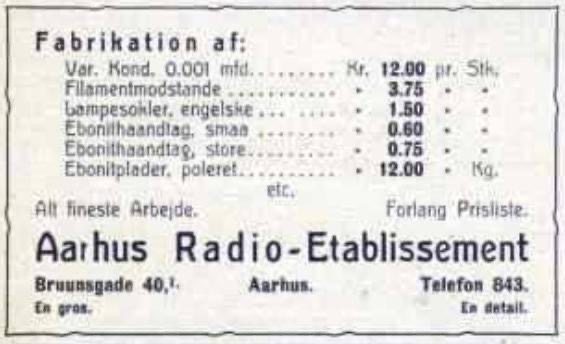 Fabrikation af:
Var. Kond. 0.001 mfd.......... Kr. 12.00 pr. Stk.
Filamentmodstande ........... " 3.75 " "
Lampesokler, engelske ... ..... " 1.50 " "
Ebonithaandtag, smaa ......... " 0.60 " "
Ebonithaandtag, store......... " 0.75 " "
Ebonitplader, poleret.......... " 12.00 " Kg.
etc.
Alt fineste Arbejde. Forlang Prisliste.
Aarhus Radio-Etablissement
Bruunsgade 40,¹· Aarhus. Telefon 843.
En gros. En detail.